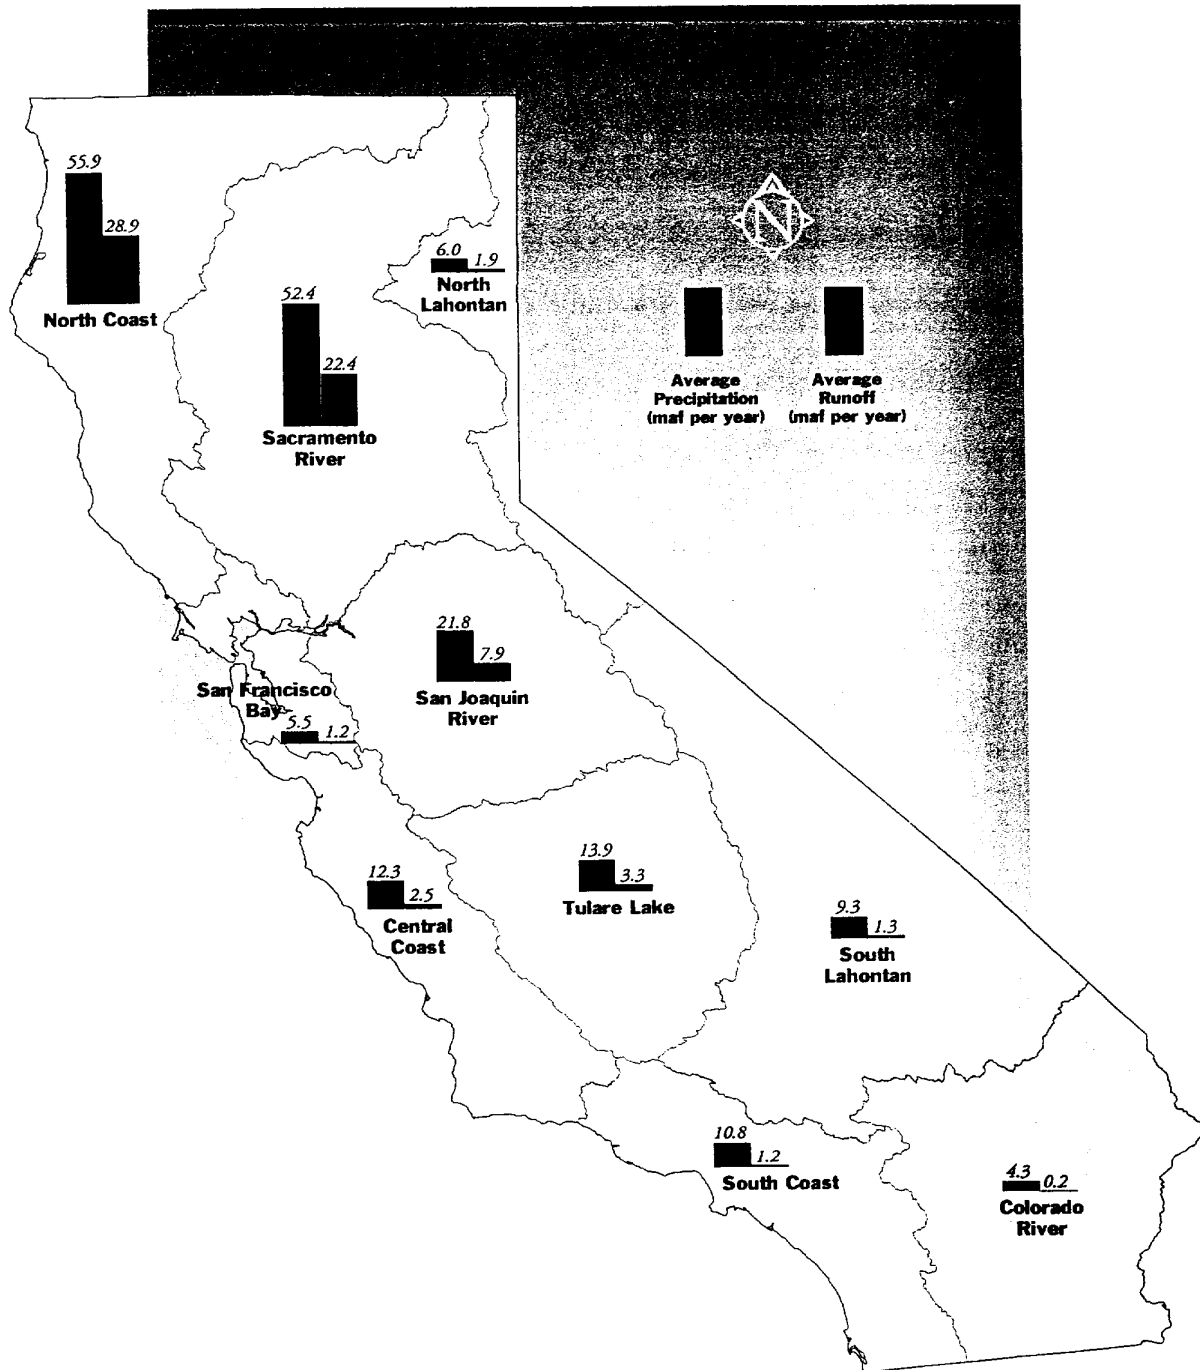 55.9
28.9
North Coast
N
6.0 1.9
North
Lahontan
52.4
22.4
Sacramento
River
Average
Precipitation
(maf per year)
Average
Runoff
(maf per year)
21.8
7.9
San Joaquin
River
San Francisco
Bay
5.5 1.2
13.9
3.3
Tulare Lake
12.3
2.5
Central
Coast
9.3
1.3
South
Lahontan
10.8
1.2
South Coast
4.3 0.2
Colorado
River